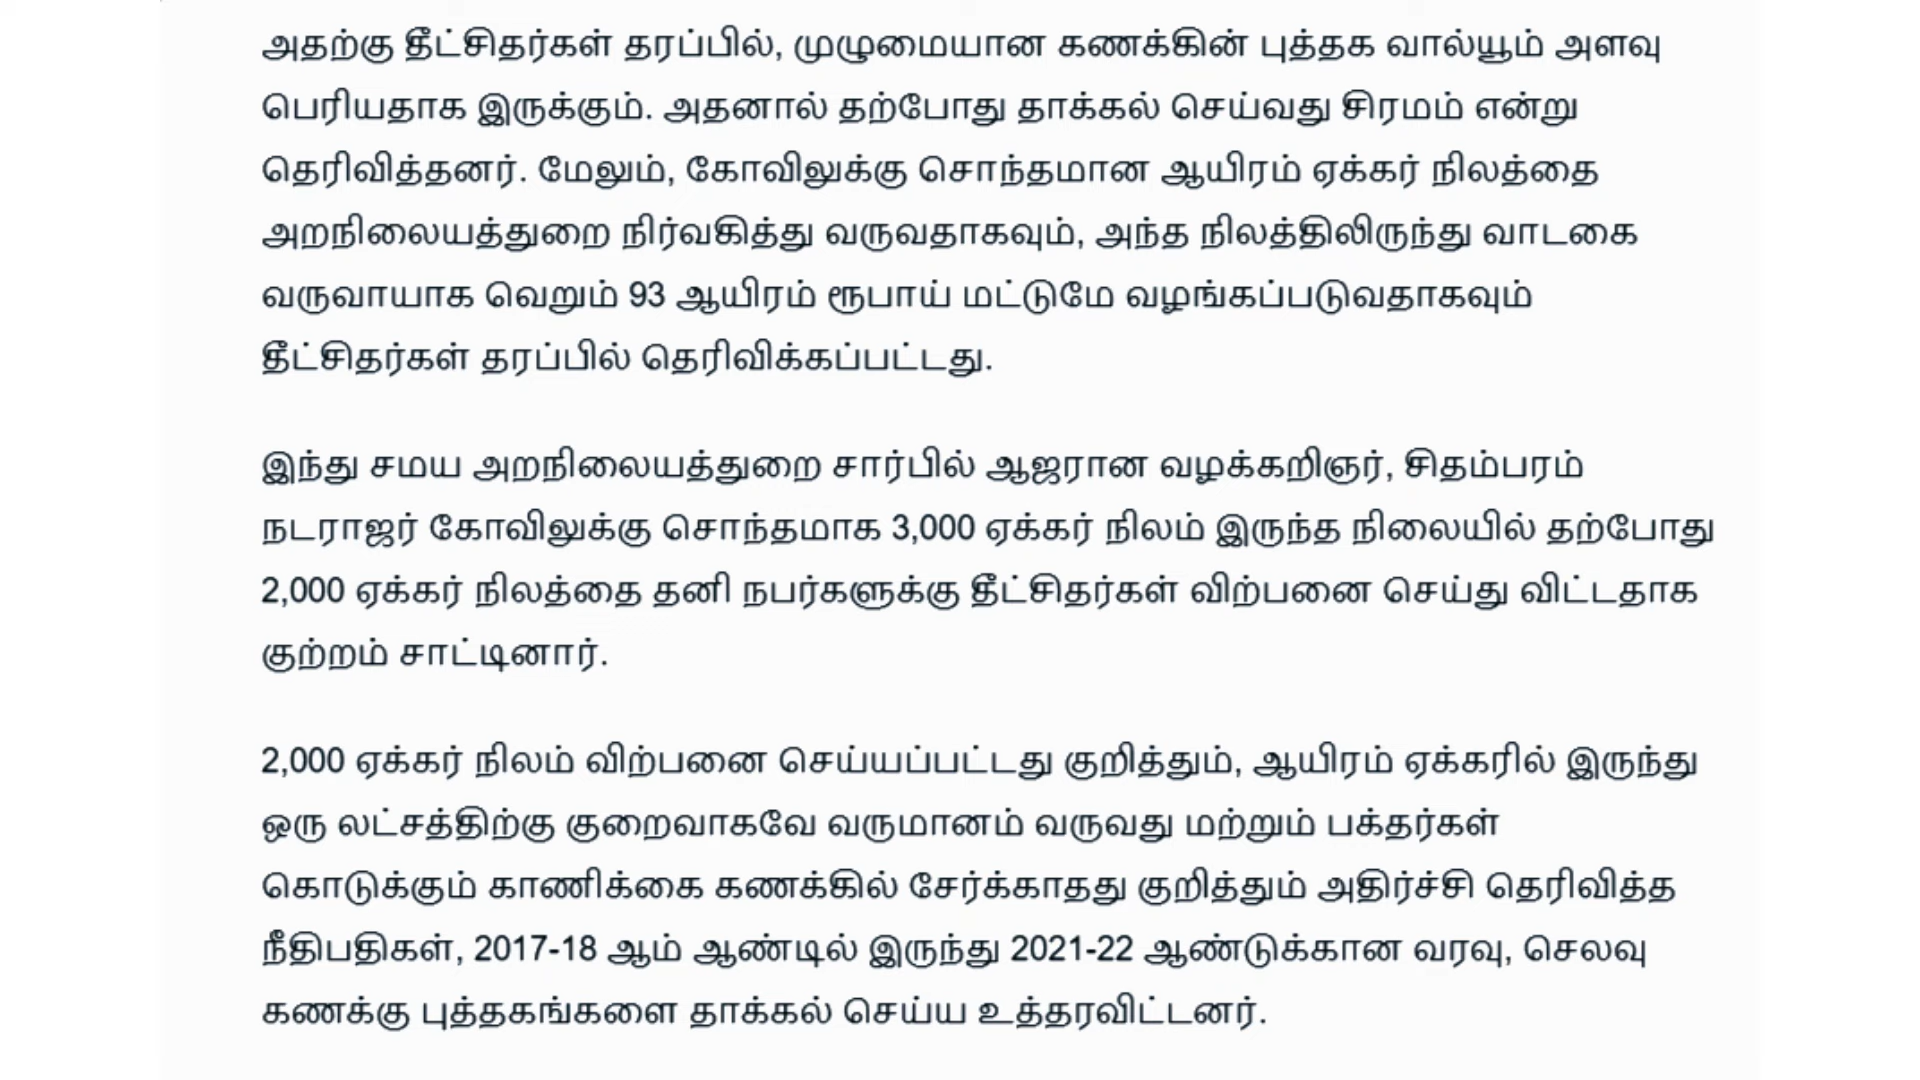 அதற்கு தீட்சிதர்கள் தரப்பில், முழுமையான கணக்கின் புத்தக வால்யூம் அளவு
பெரியதாக இருக்கும். அதனால் தற்போது தாக்கல் செய்வது சிரமம் என்று
தெரிவித்தனர். மேலும், கோவிலுக்கு சொந்தமான ஆயிரம் ஏக்கர் நிலத்தை
அறநிலையத்துறை நிர்வகித்து வருவதாகவும், அந்த நிலத்திலிருந்து வாடகை
வருவாயாக வெறும் 93 ஆயிரம் ரூபாய் மட்டுமே வழங்கப்படுவதாகவும்
தீட்சிதர்கள் தரப்பில் தெரிவிக்கப்பட்டது.
இந்து சமய அறநிலையத்துறை சார்பில் ஆஜரான வழக்கறிஞர், சிதம்பரம்
நடராஜர் கோவிலுக்கு சொந்தமாக 3,000 ஏக்கர் நிலம் இருந்த நிலையில் தற்போது
2,000 ஏக்கர் நிலத்தை தனி நபர்களுக்கு தீட்சிதர்கள் விற்பனை செய்து விட்டதாக
குற்றம் சாட்டினார்.
2,000 ஏக்கர் நிலம் விற்பனை செய்யப்பட்டது குறித்தும், ஆயிரம் ஏக்கரில் இருந்து
ஒரு லட்சத்திற்கு குறைவாகவே வருமானம் வருவது மற்றும் பக்தர்கள்
கொடுக்கும் காணிக்கை கணக்கில் சேர்க்காதது குறித்தும் அதிர்ச்சி தெரிவித்த
நீதிபதிகள், 2017-18 ஆம் ஆண்டில் இருந்து 2021-22 ஆண்டுக்கான வரவு, செலவு
கணக்கு புத்தகங்களை தாக்கல் செய்ய உத்தரவிட்டனர்.